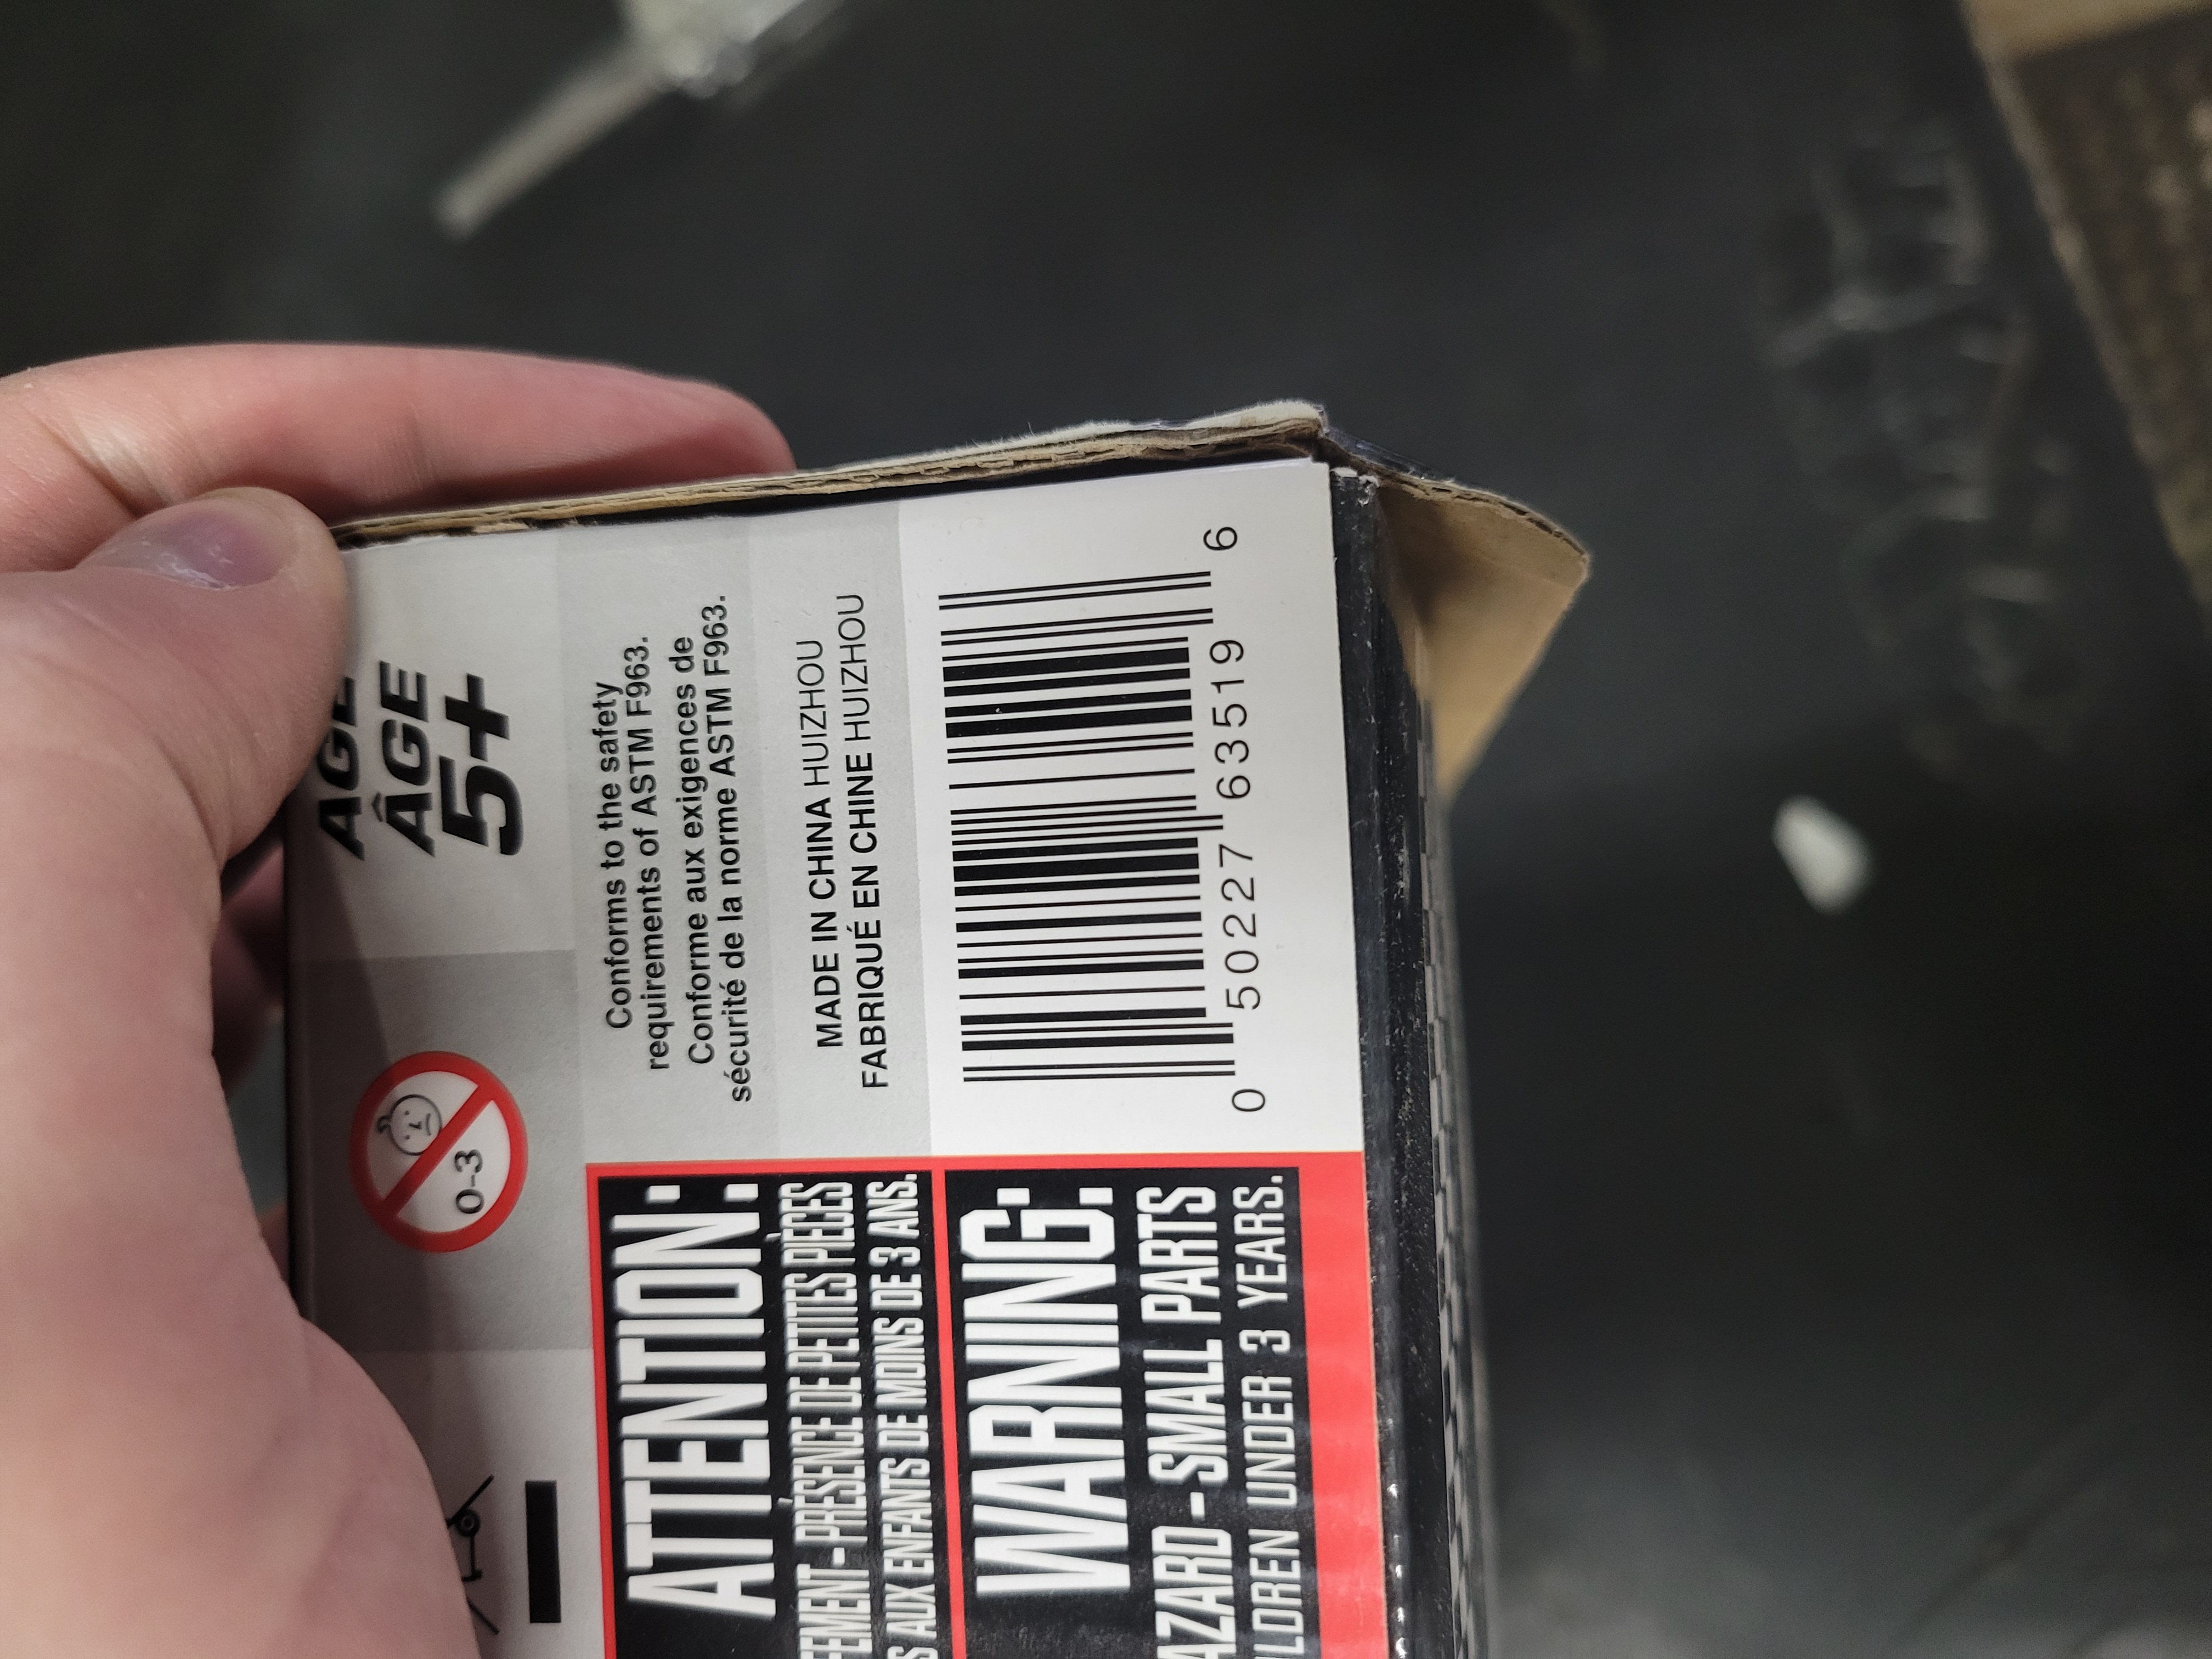 AGE
ÂGE
5+
0-3
Conforms to the safety
requirements of ASTM F963.
Conforme aux exigences de
sécurité de la norme ASTM F963.
MADE IN CHINA HUIZHOU
FABRIQUÉ EN CHINE HUIZHOU
0 50227 63519 6
ATTENTION:
PRÉSENCE DE PETITES PIÈCES
AUX ENFANTS DE MOINS DE 3 ANS.
WARNING:
- SMALL PARTS
UNDER 3 YEARS.